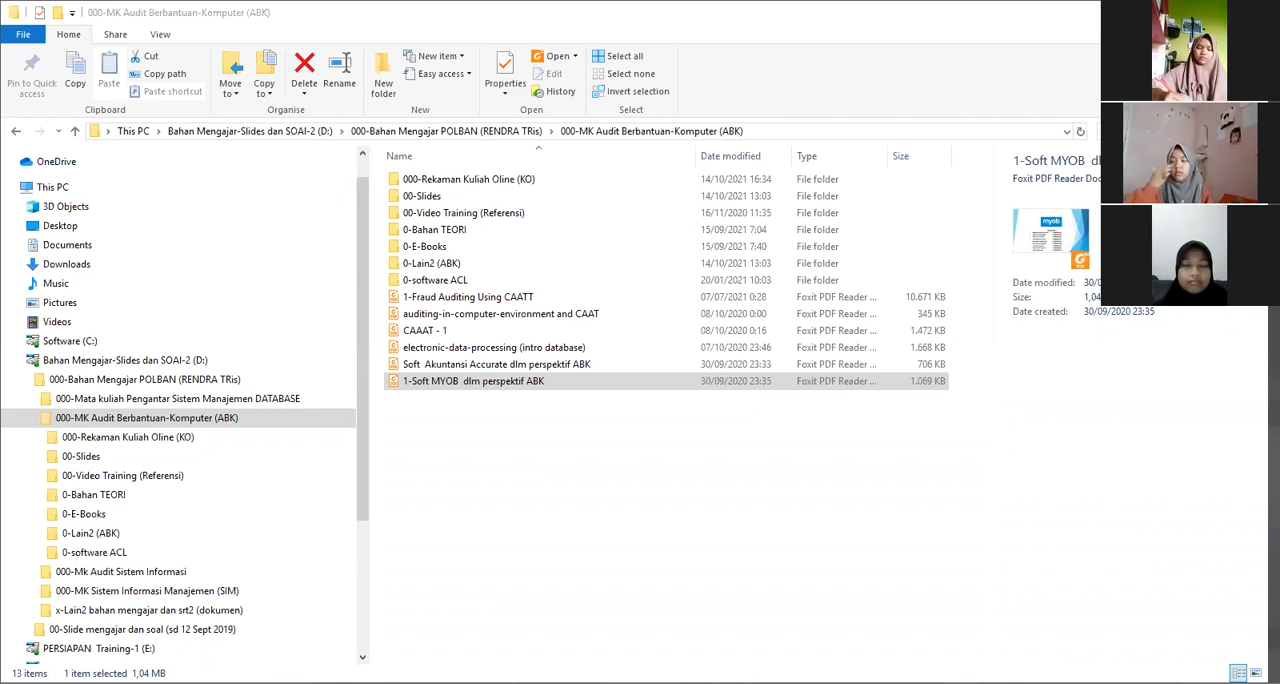 000-MK Audit Berbantuan-Komputer (ABK)
File Home Share View
Pin to Quick access
Copy
Paste
Cut
Copy path
Paste shortcut
Clipboard
Move to
Copy to
Delete
Rename
Organise
New folder
New item
Easy access
New
Properties
Open
Edit
History
Open
Select all
Select none
Invert selection
Select
This PC > Bahan Mengajar-Slides dan SOAI-2 (D:) > 000-Bahan Mengajar POLBAN (RENDRA TRis) > 000-MK Audit Berbantuan-Komputer (ABK)
OneDrive
This PC
3D Objects
Desktop
Documents
Downloads
Music
Pictures
Videos
Software (C:)
Bahan Mengajar-Slides dan SOAI-2 (D:)
000-Bahan Mengajar POLBAN (RENDRA TRis)
000-Mata kuliah Pengantar Sistem Manajemen DATABASE
000-MK Audit Berbantuan-Komputer (ABK)
000-Rekaman Kuliah Oline (KO)
00-Slides
00-Video Training (Referensi)
0-Bahan TEORI
0-E-Books
0-Lain2 (ABK)
0-software ACL
000-Mk Audit Sistem Informasi
000-MK Sistem Informasi Manajemen (SIM)
x-Lain2 bahan mengajar dan srt2 (dokumen)
00-Slide mengajar dan soal (sd 12 Sept 2019)
PERSIAPAN Training-1 (E:)
Name Date modified Type Size
000-Rekaman Kuliah Oline (KO) 14/10/2021 16:34 File folder
00-Slides 14/10/2021 13:03 File folder
00-Video Training (Referensi) 16/11/2020 11:35 File folder
0-Bahan TEORI 15/09/2021 7:04 File folder
0-E-Books 15/09/2021 7:40 File folder
0-Lain2 (ABK) 14/10/2021 13:03 File folder
0-software ACL 20/01/2021 10:03 File folder
1-Fraud Auditing Using CAATT 07/07/2021 0:28 Foxit PDF Reader ... 10.671 KB
auditing-in-computer-environment and CAAT 08/10/2020 0:00 Foxit PDF Reader ... 345 KB
CAAAT - 1 08/10/2020 0:16 Foxit PDF Reader ... 1.472 KB
electronic-data-processing (intro database) 07/10/2020 23:46 Foxit PDF Reader ... 1.668 KB
Soft Akuntansi Accurate dlm perspektif ABK 30/09/2020 23:33 Foxit PDF Reader ... 706 KB
1-Soft MYOB dlm perspektif ABK 30/09/2020 23:35 Foxit PDF Reader ... 1.069 KB
1-Soft MYOB dl
Foxit PDF Reader Doc
myob
Date modified: 30/0
Size: 1,04
Date created: 30/09/2020 23:35
13 items 1 item selected 1,04 MB